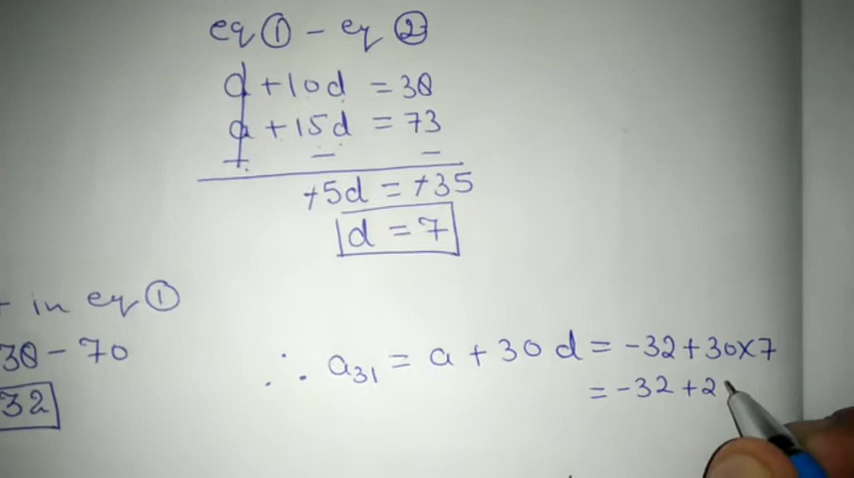 eq ① - eq ②
a + 10d = 38
a + 15d = 73
- - -
+5d = +35
d = 7
in eq ①
38 - 70
32
∴ a31 = a + 30 d = -32 + 30 × 7
= -32 + 2